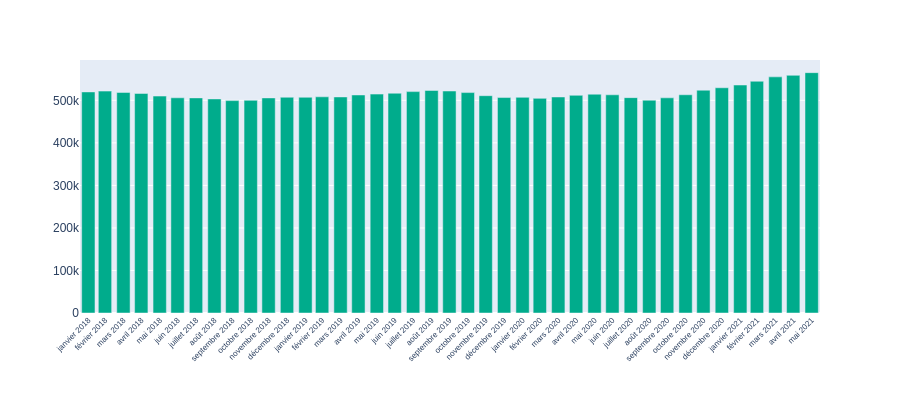 500k
400k
300k
200k
100k
0
janvier 2018
février 2018
mars 2018
avril 2018
mai 2018
juin 2018
juillet 2018
août 2018
septembre 2018
octobre 2018
novembre 2018
décembre 2018
janvier 2019
février 2019
mars 2019
avril 2019
mai 2019
juin 2019
juillet 2019
août 2019
septembre 2019
octobre 2019
novembre 2019
décembre 2019
janvier 2020
février 2020
mars 2020
avril 2020
mai 2020
juin 2020
juillet 2020
août 2020
septembre 2020
octobre 2020
novembre 2020
décembre 2020
janvier 2021
février 2021
mars 2021
avril 2021
mai 2021